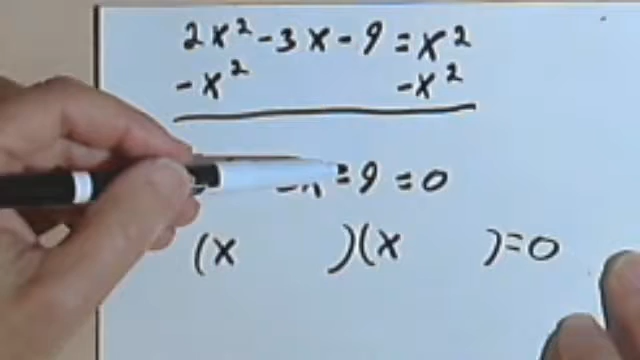 2x² - 3x - 9 = x²
-x² -x²
x - 9 = 0
(x )(x ) = 0